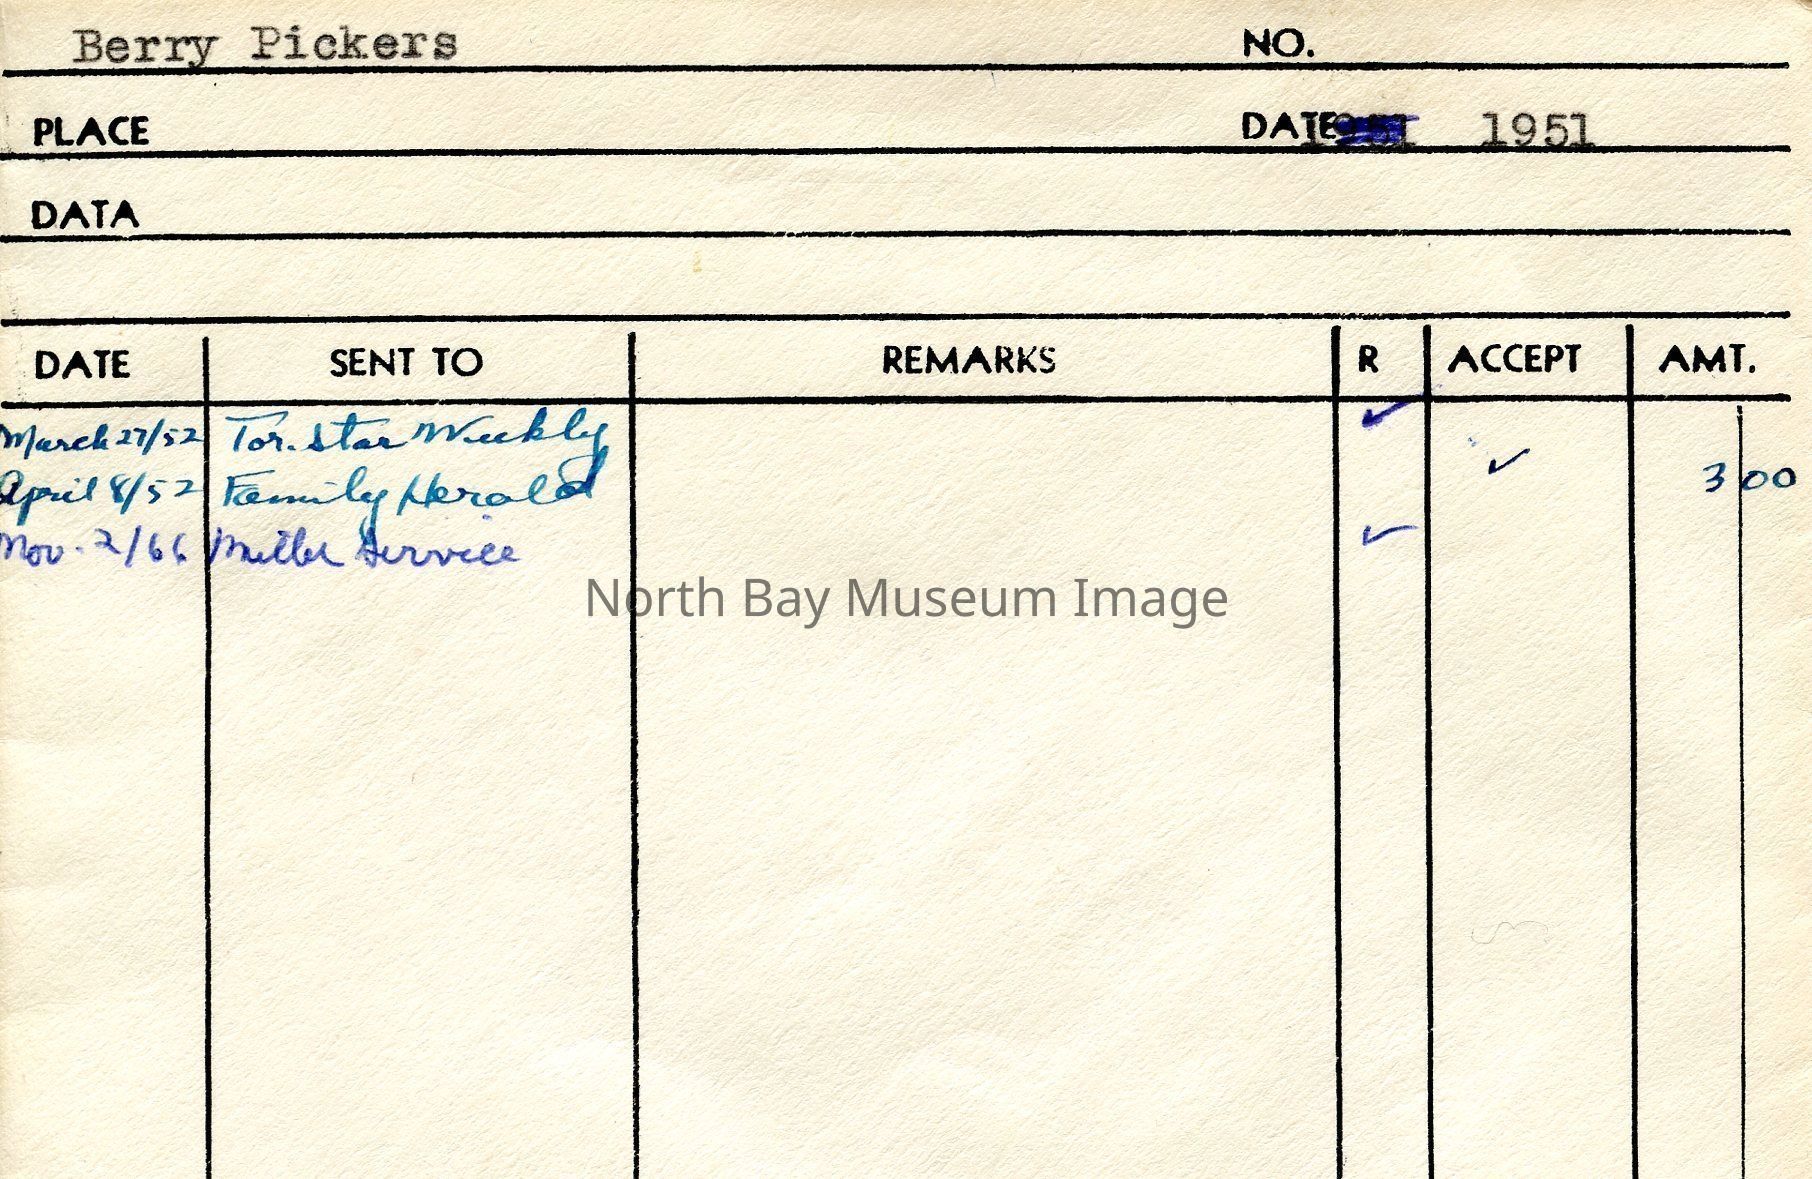 Berry Pickers NO.
PLACE DATE 1951 1951
DATA
DATE SENT TO REMARKS R ACCEPT AMT.
March 27/52 Tor. Star Weekly ✓
April 8/52 Family Herald ✓ 3 00
Nov. 2/66 Miller Service ✓
North Bay Museum Image